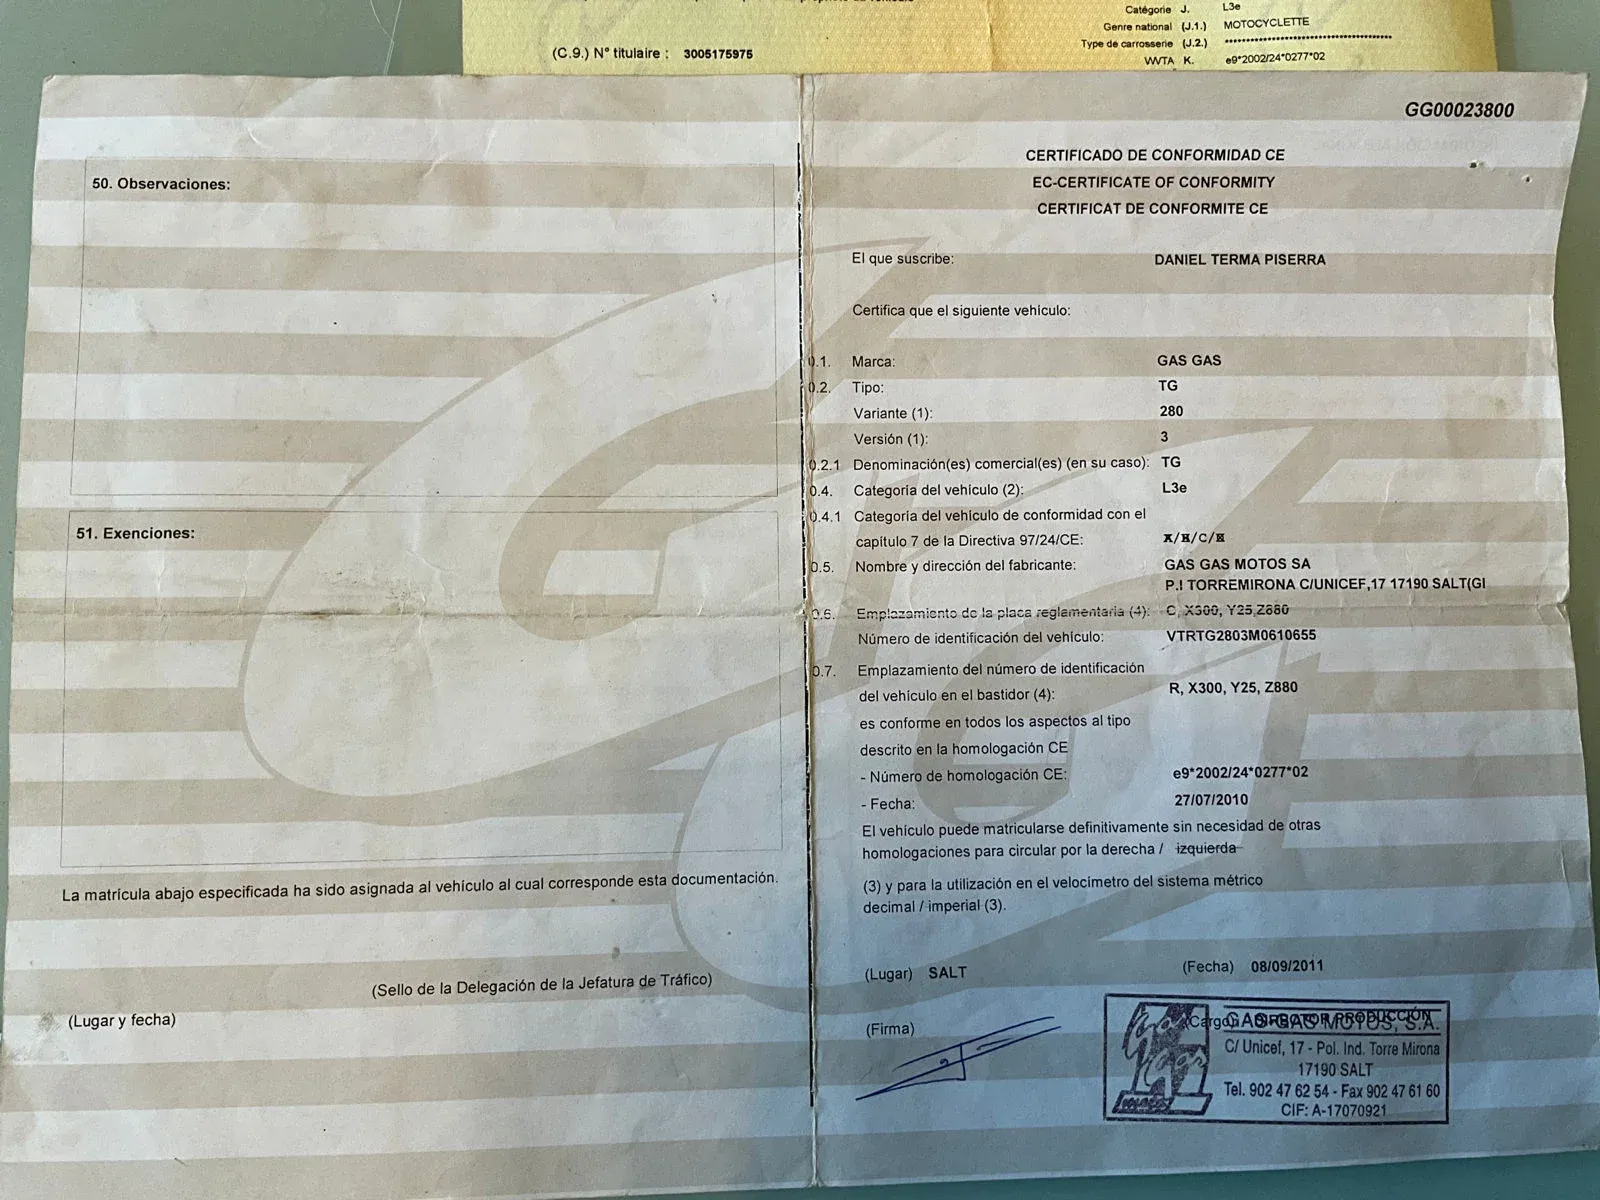 (C.9.) N° titulaire : 3005175975
Catégorie J. L3e
Genre national (J.1.) MOTOCYCLETTE
Type de carrosserie (J.2.) ****************************************
WVTA K. e9*2002/24*0277*02
GG00023800
50. Observaciones:
51. Exenciones:
La matrícula abajo especificada ha sido asignada al vehículo al cual corresponde esta documentación.
(Sello de la Delegación de la Jefatura de Tráfico)
(Lugar y fecha)
CERTIFICADO DE CONFORMIDAD CE
EC-CERTIFICATE OF CONFORMITY
CERTIFICAT DE CONFORMITE CE
El que suscribe: DANIEL TERMA PISERRA
Certifica que el siguiente vehículo:
0.1. Marca: GAS GAS
0.2. Tipo: TG
Variante (1): 280
Versión (1): 3
0.2.1 Denominación(es) comercial(es) (en su caso): TG
0.4. Categoría del vehículo (2): L3e
0.4.1 Categoría del vehículo de conformidad con el
capítulo 7 de la Directiva 97/24/CE: /C/
0.5. Nombre y dirección del fabricante: GAS GAS MOTOS SA
P.I TORREMIRONA C/UNICEF,17 17190 SALT(GI
0.6. Emplazamiento de la placa reglamentaria (4): C, X300, Y25,Z880
Número de identificación del vehículo: VTRTG2803M0610655
0.7. Emplazamiento del número de identificación
del vehículo en el bastidor (4): R, X300, Y25, Z880
es conforme en todos los aspectos al tipo
descrito en la homologación CE
- Número de homologación CE: e9*2002/24*0277*02
- Fecha: 27/07/2010
El vehículo puede matricularse definitivamente sin necesidad de otras
homologaciones para circular por la derecha / izquierda
(3) y para la utilización en el velocímetro del sistema métrico
decimal / imperial (3).
(Lugar) SALT (Fecha) 08/09/2011
(Firma) (Cargo) DIRECTOR PRODUCCIÓN
GAS GAS MOTOS, S.A.
C/ Unicef, 17 - Pol. Ind. Torre Mirona
17190 SALT
Tel. 902 47 62 54 - Fax 902 47 61 60
CIF: A-17070921